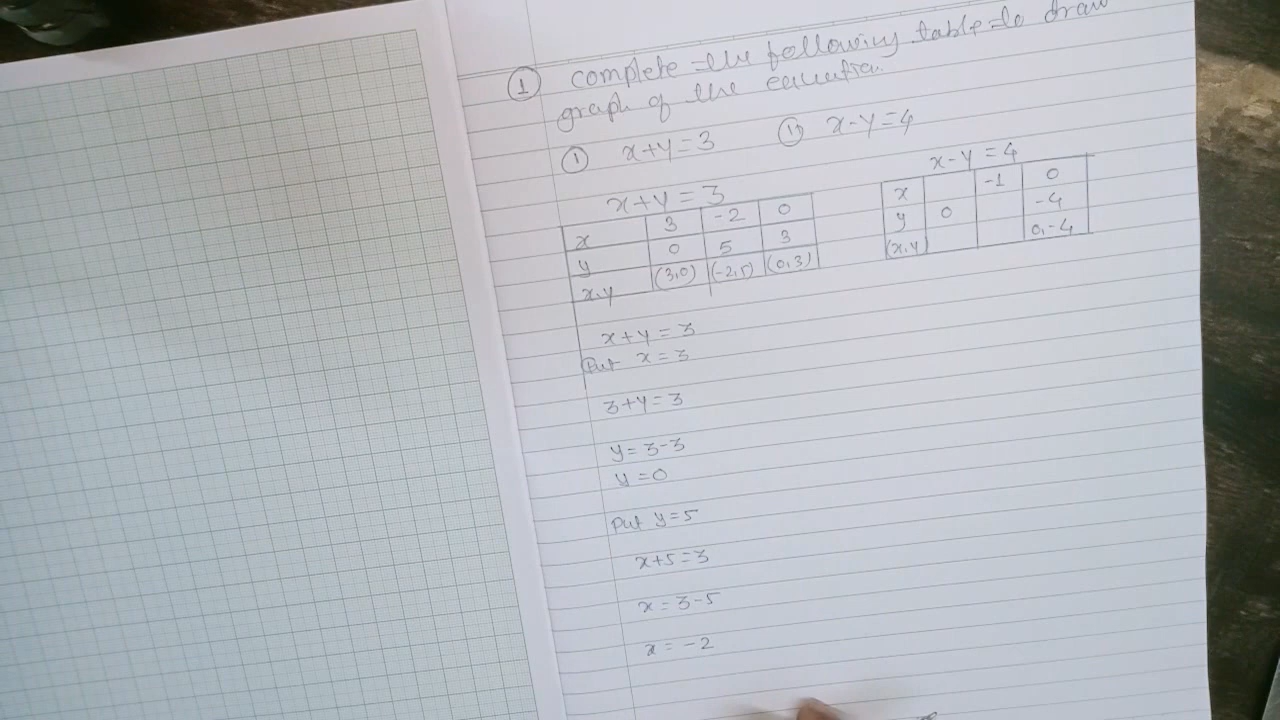 ① complete the following table to draw
graph of the equation.
① x+y=3 ⑪ x-y=4
x+y=3
x 3 -2 0
y 0 5 3
x,y (3,0) (-2,5) (0,3)
x-y=4
x -1 0
y 0 -4
(x,y) 0,-4
x+y=3
Put x=3
3+y=3
y=3-3
y=0
Put y=5
x+5=3
x=3-5
x=-2